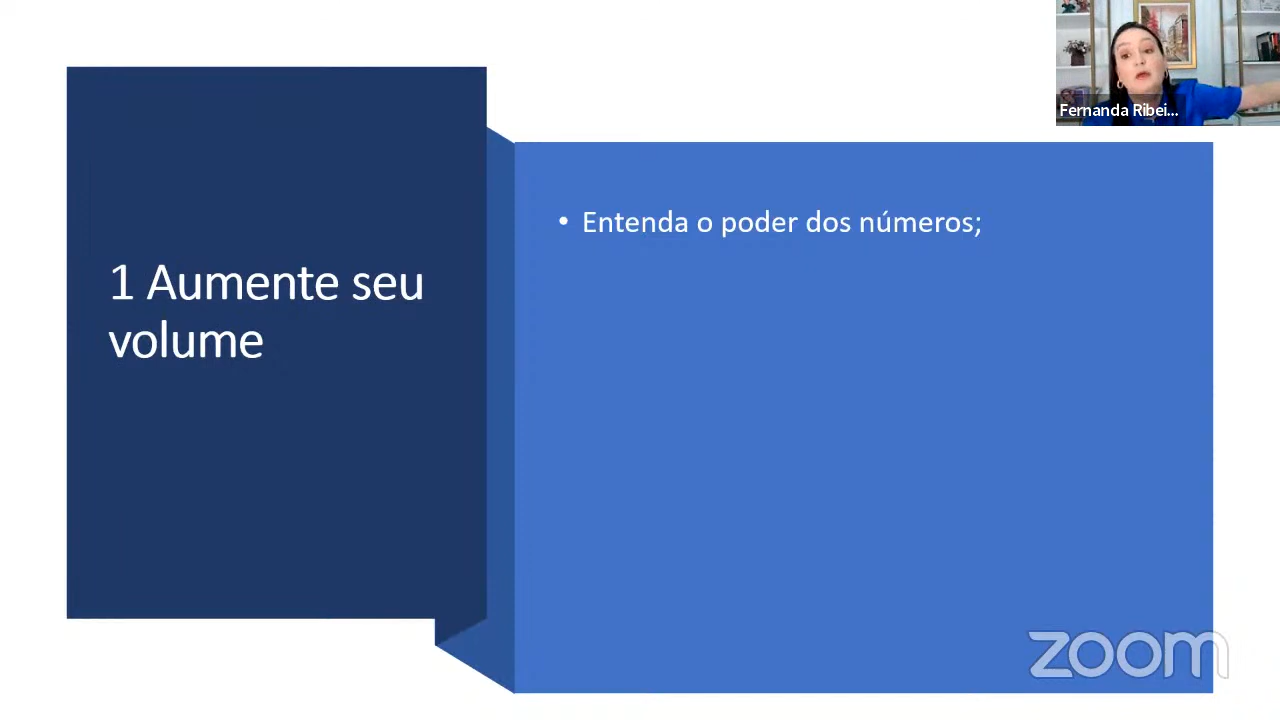 Fernanda Ribei...
1 Aumente seu
volume
• Entenda o poder dos números;
zoom